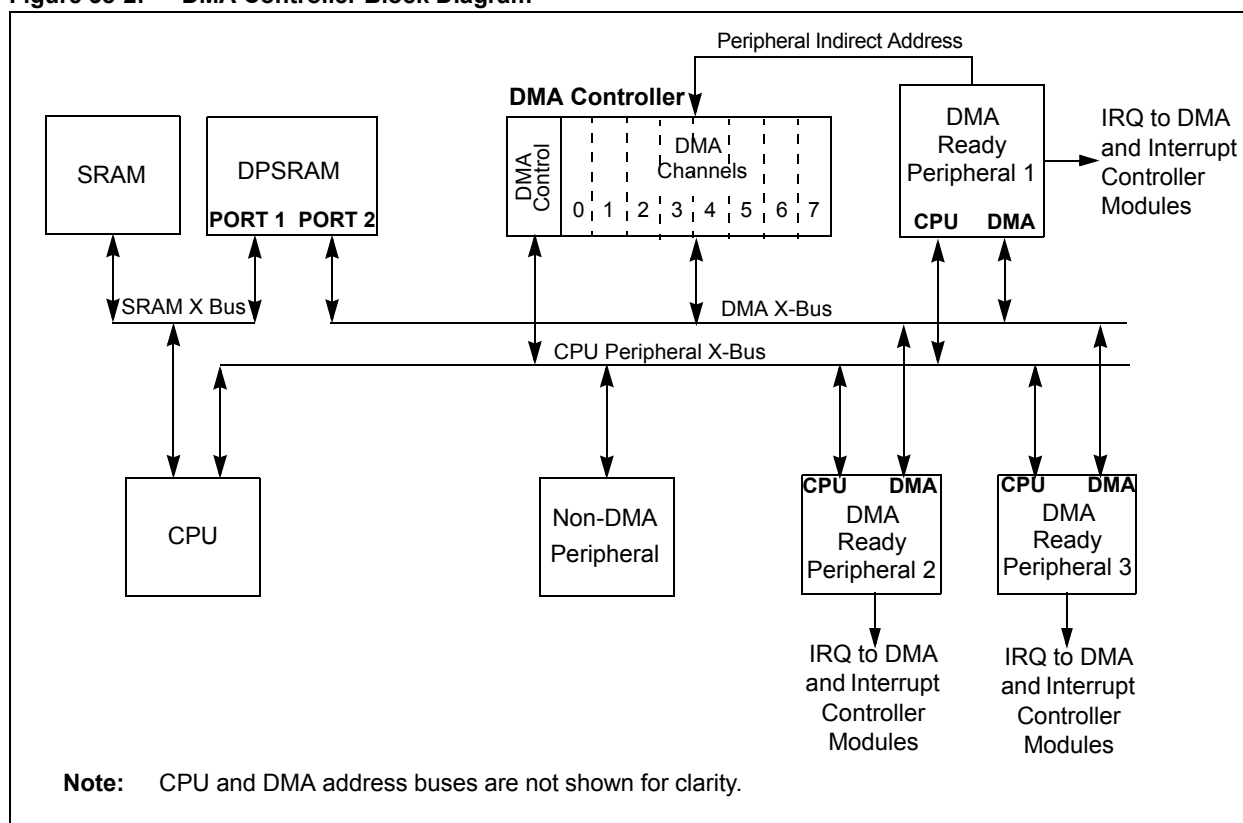 Peripheral Indirect Address
DMA Controller
SRAM
DPSRAM
PORT 1 PORT 2
DMA
Control
DMA
Channels
0 1 2 3 4 5 6 7
DMA
Ready
Peripheral 1
CPU DMA
IRQ to DMA
and Interrupt
Controller
Modules
SRAM X Bus
DMA X-Bus
CPU Peripheral X-Bus
CPU
Non-DMA
Peripheral
CPU DMA
DMA
Ready
Peripheral 2
CPU DMA
DMA
Ready
Peripheral 3
IRQ to DMA
and Interrupt
Controller
Modules
IRQ to DMA
and Interrupt
Controller
Modules
Note: CPU and DMA address buses are not shown for clarity.